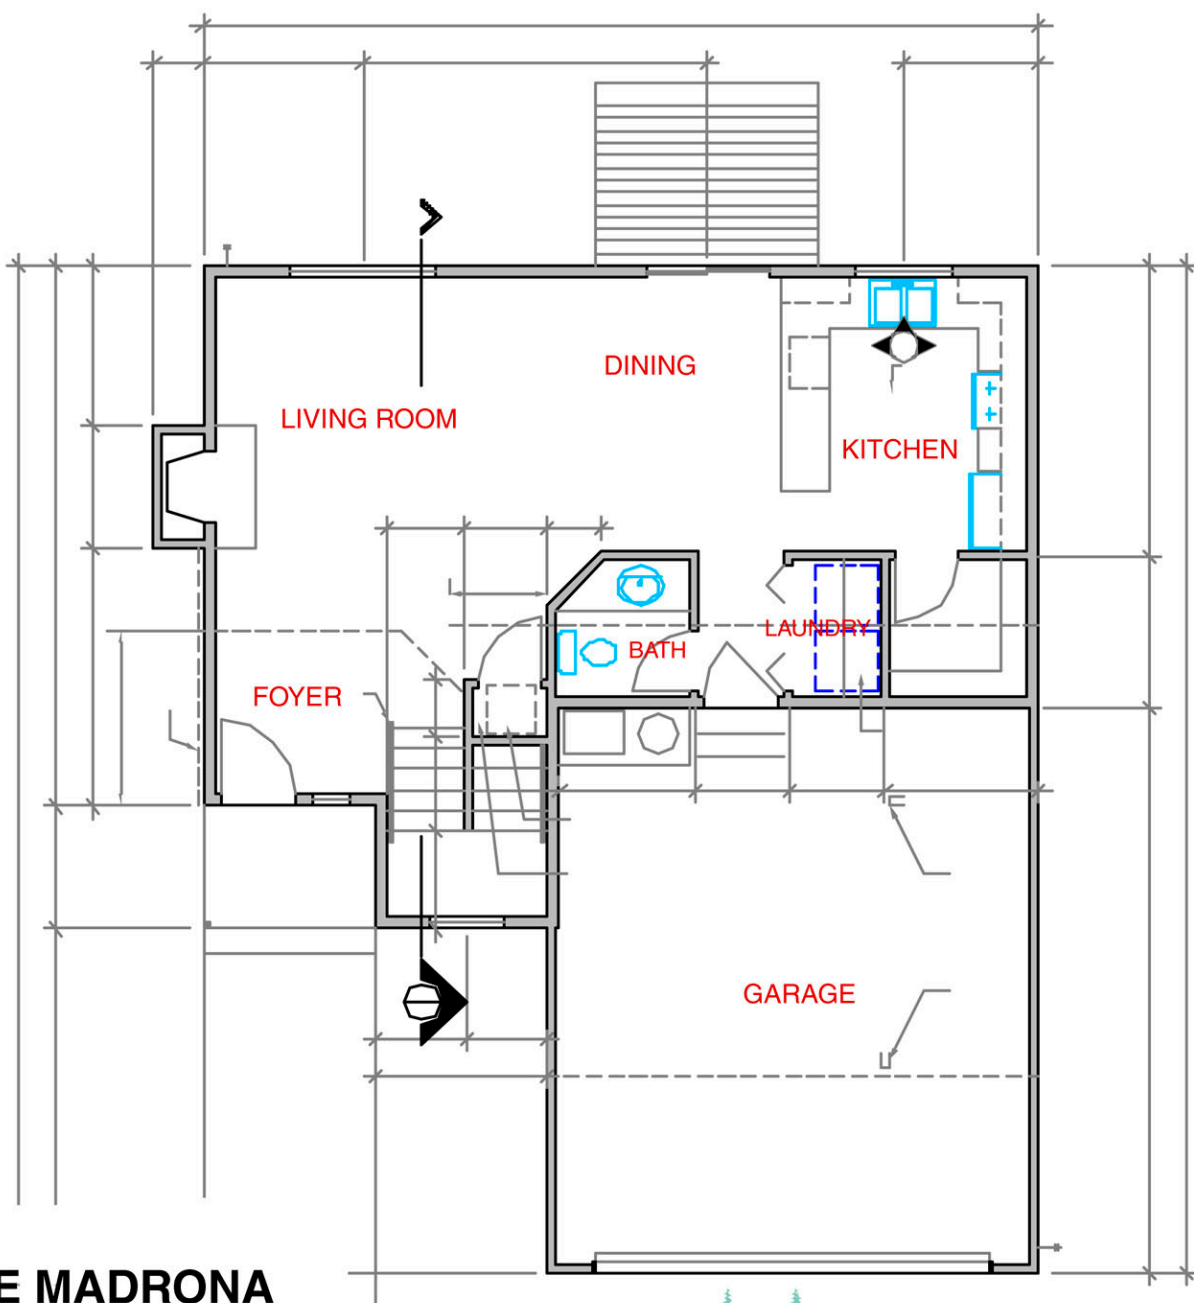 DINING
LIVING ROOM
KITCHEN
LAUNDRY
BATH
FOYER
GARAGE
E MADRONA